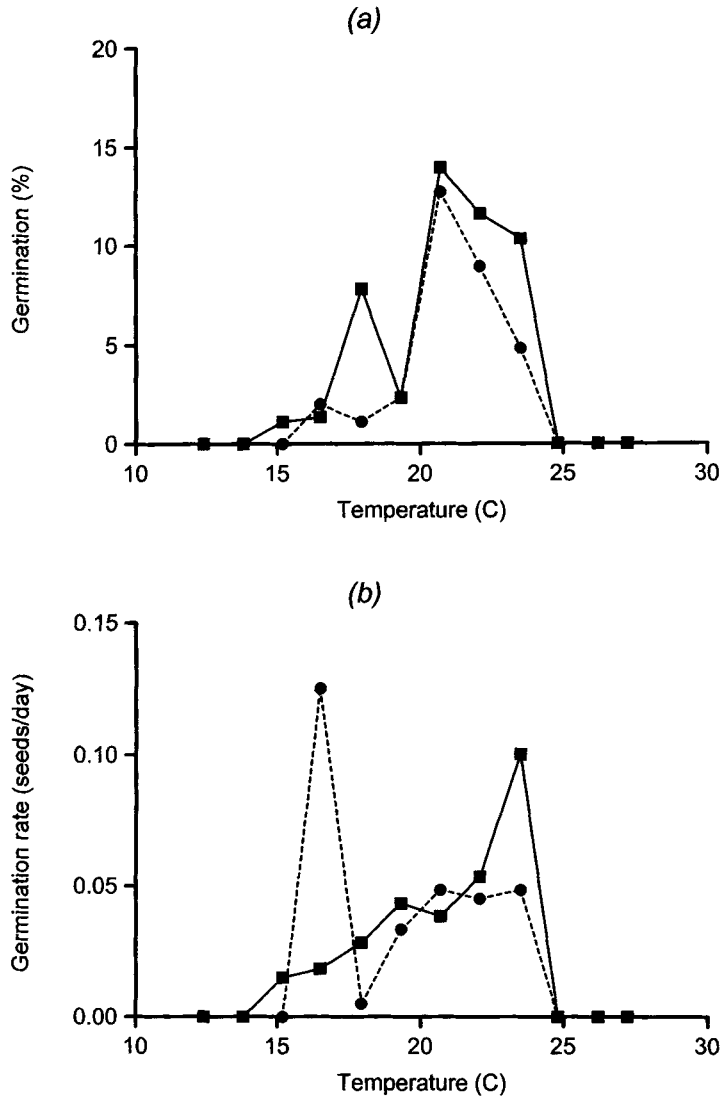 (a)
20
15
10
5
0
Germination (%)
10 15 20 25 30
Temperature (C)
(b)
0.15
0.10
0.05
0.00
Germination rate (seeds/day)
10 15 20 25 30
Temperature (C)